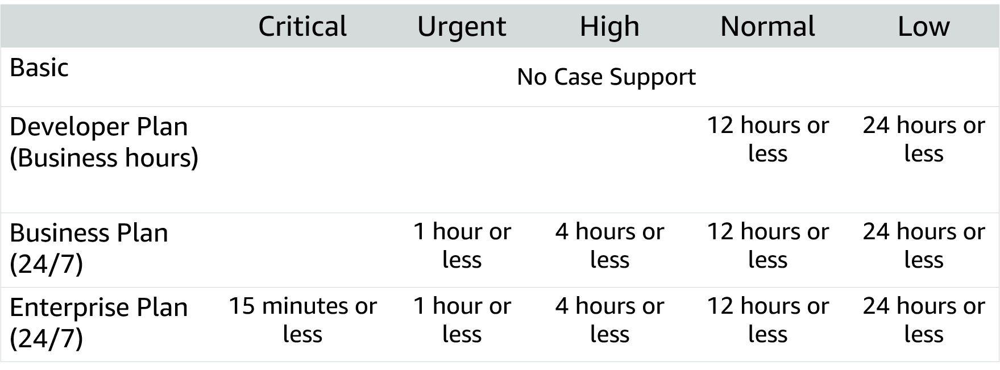 Critical Urgent High Normal Low
Basic
No Case Support
Developer Plan 12 hours or 24 hours or
(Business hours) less less
Business Plan 1 hour or 4 hours or 12 hours or 24 hours or
(24/7) less less less less
Enterprise Plan 15 minutes or 1 hour or 4 hours or 12 hours or 24 hours or
(24/7) less less less less less